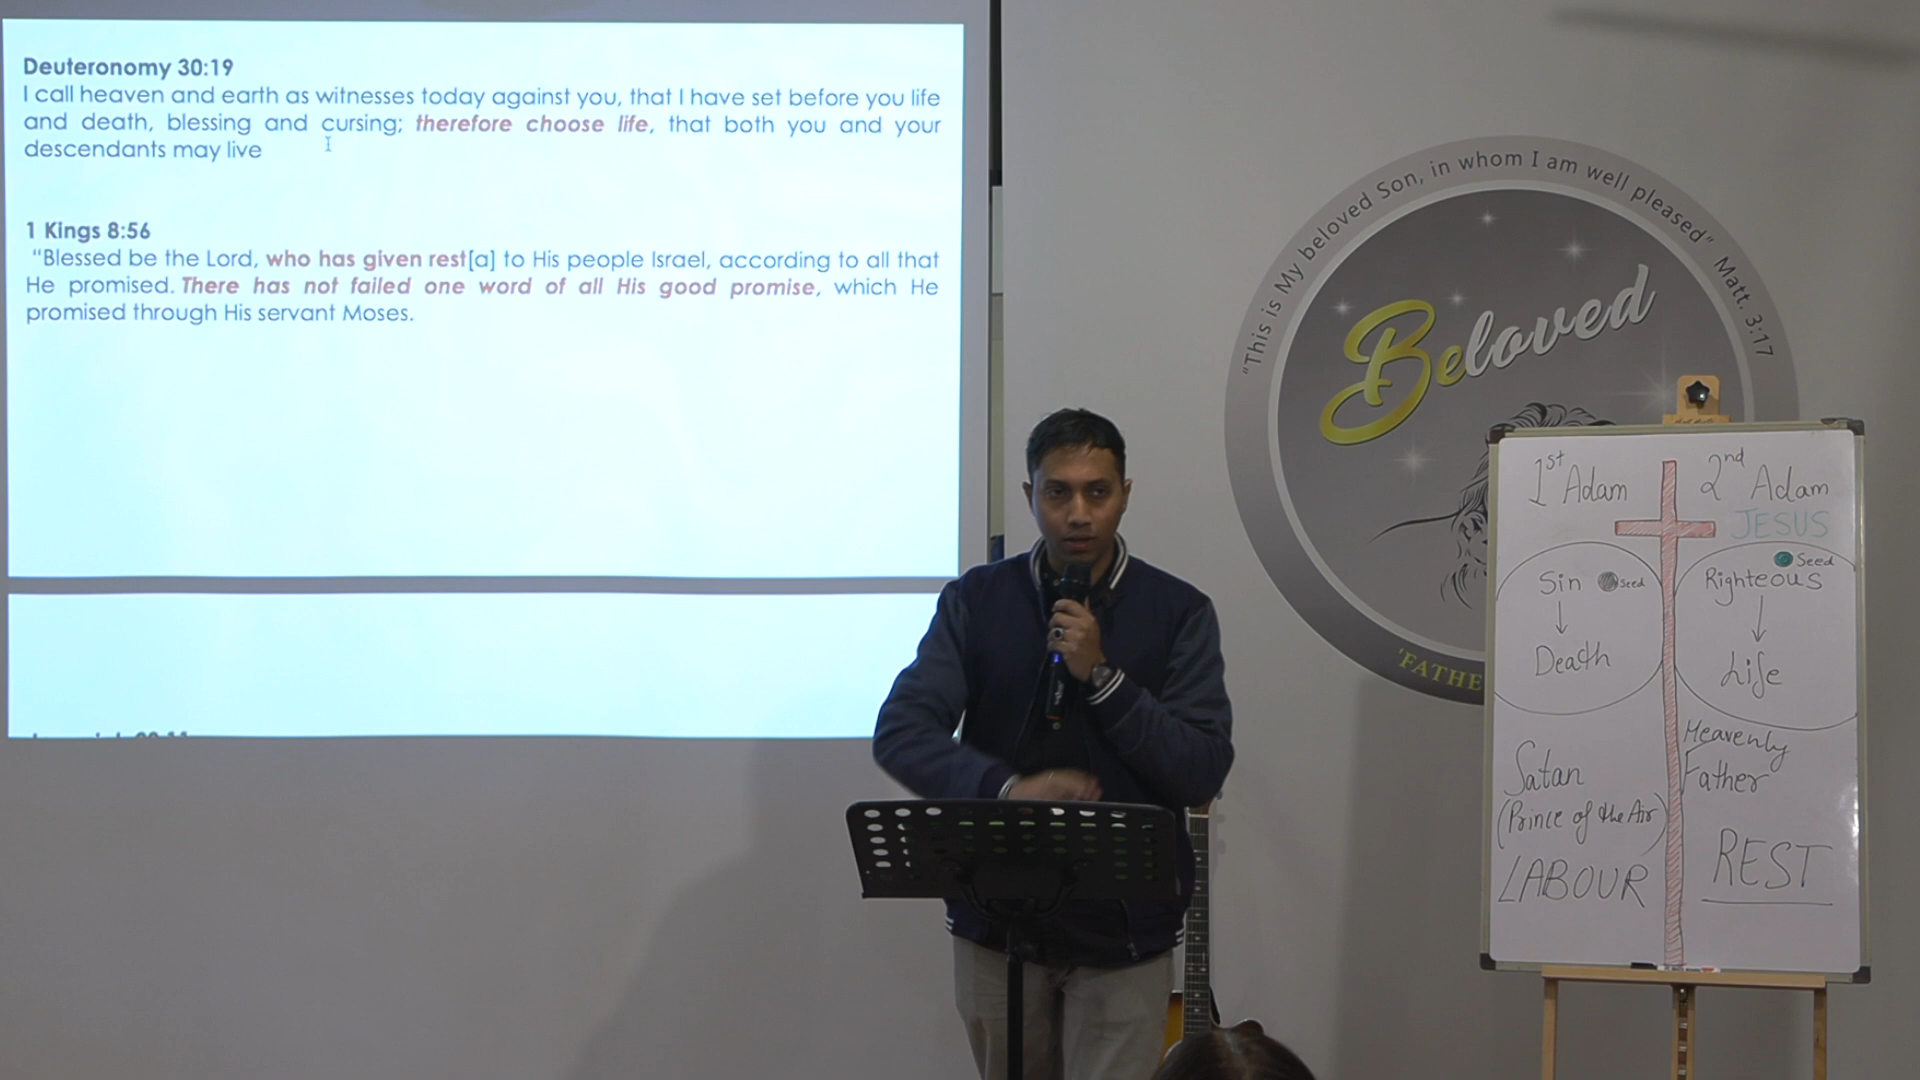 Deuteronomy 30:19
I call heaven and earth as witnesses today against you, that I have set before you life
and death, blessing and cursing; therefore choose life, that both you and your
descendants may live
1 Kings 8:56
“Blessed be the Lord, who has given rest[a] to His people Israel, according to all that
He promised. There has not failed one word of all His good promise, which He
promised through His servant Moses.
"This is My beloved Son, in whom I am well pleased" Matt. 3:17
Beloved
'FATHE
1st Adam
Sin Seed
Death
Satan
(Prince of the Air)
LABOUR
2nd Adam
JESUS
Seed
Righteous
Life
Heavenly
Father
REST